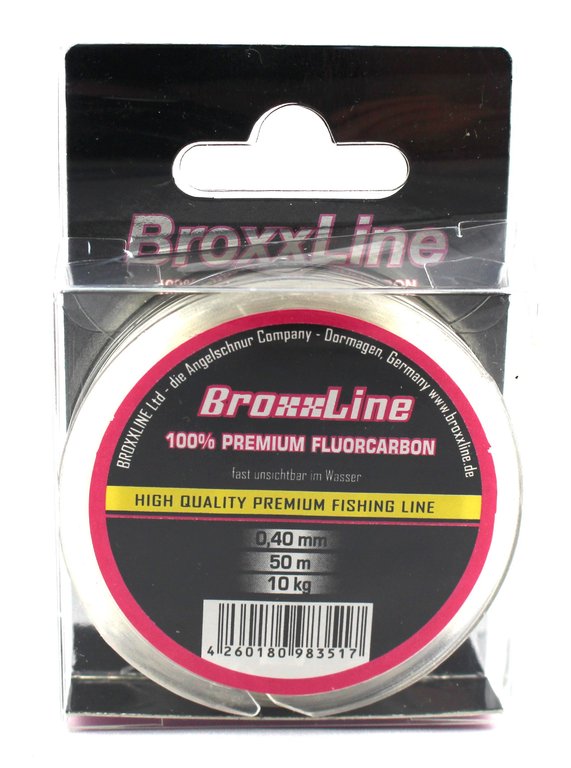 BroxxLine
BROXXLINE Ltd - die Angelschnur Company - Dormagen, Germany www.broxxline.de
BroxxLine
100% PREMIUM FLUORCARBON
fast unsichtbar im Wasser
HIGH QUALITY PREMIUM FISHING LINE
0,40 mm
50 m
10 kg
4 260180 983517